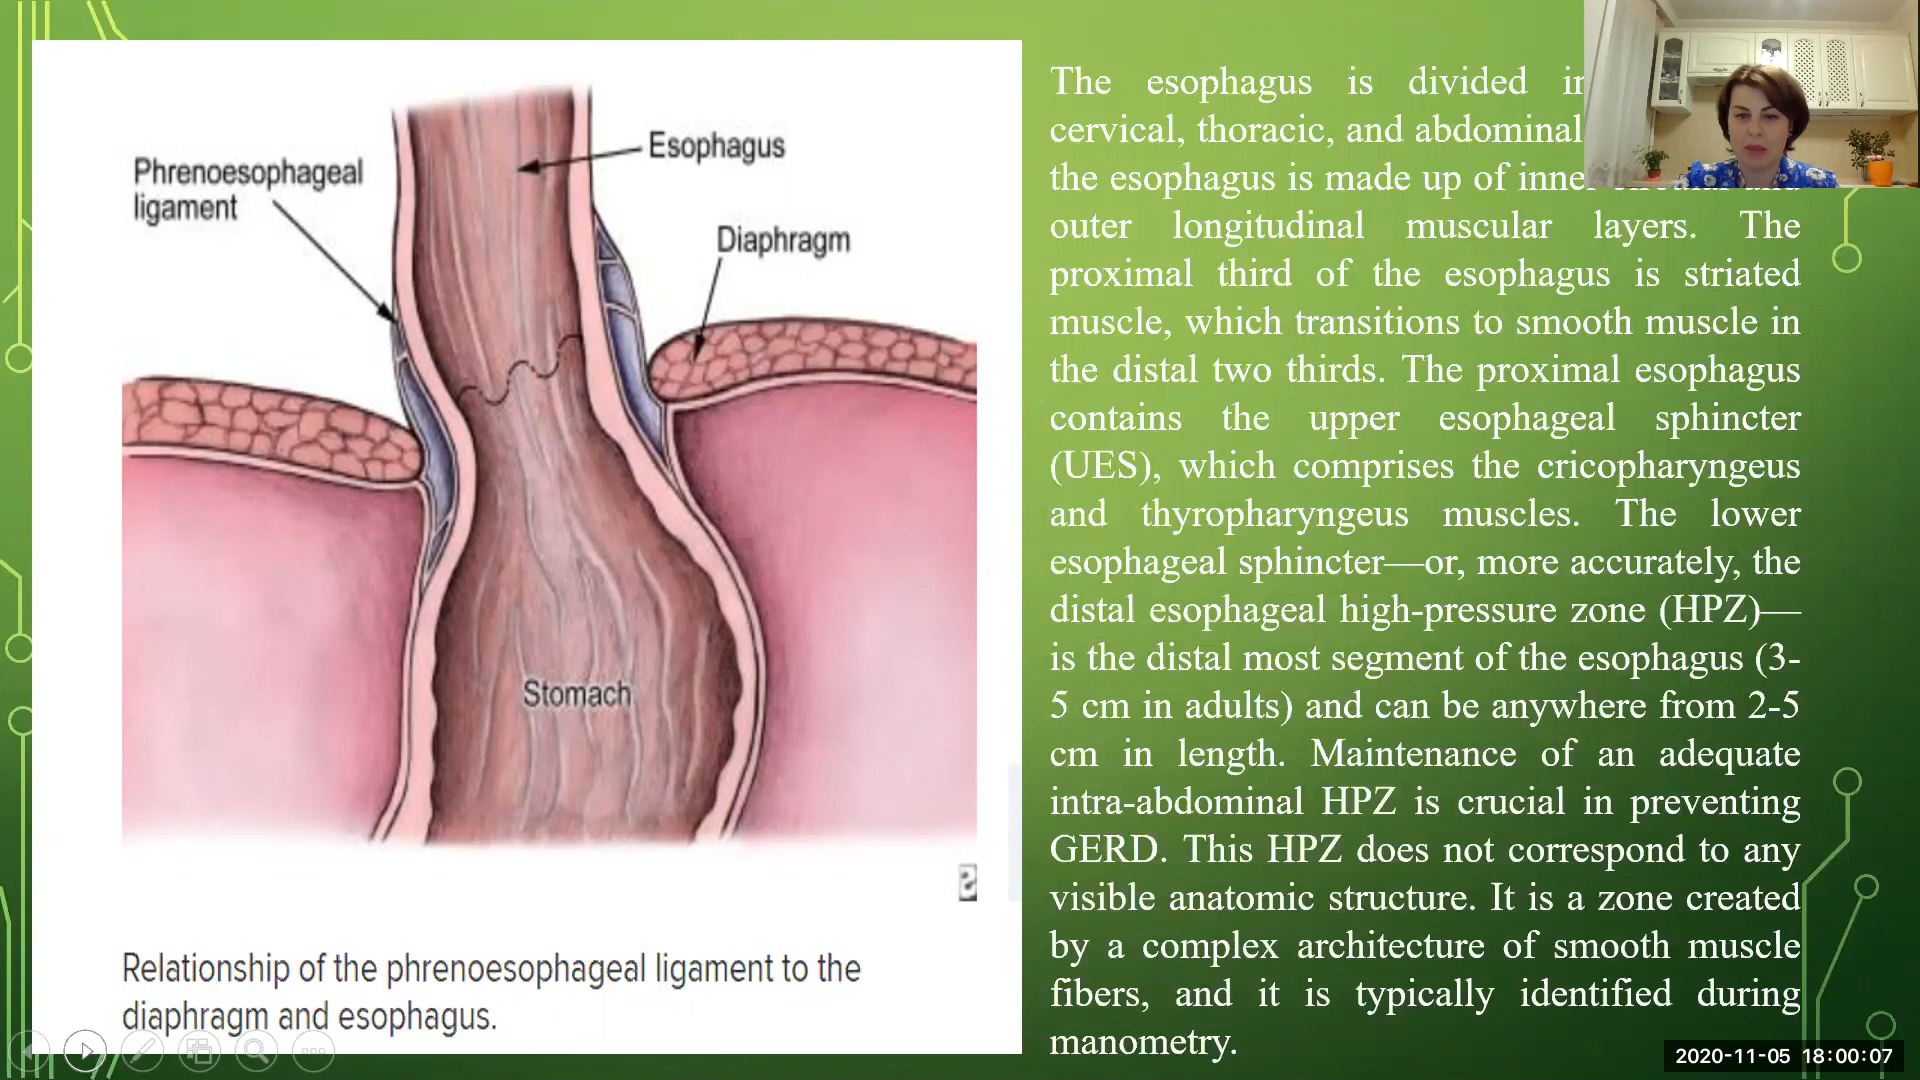 Phrenoesophageal
ligament
Esophagus
Diaphragm
Stomach
Relationship of the phrenoesophageal ligament to the
diaphragm and esophagus.
The esophagus is divided
cervical, thoracic, and abdominal
the esophagus is made up of inner
outer longitudinal muscular layers. The
proximal third of the esophagus is striated
muscle, which transitions to smooth muscle in
the distal two thirds. The proximal esophagus
contains the upper esophageal sphincter
(UES), which comprises the cricopharyngeus
and thyropharyngeus muscles. The lower
esophageal sphincter—or, more accurately, the
distal esophageal high-pressure zone (HPZ)—
is the distal most segment of the esophagus (3-
5 cm in adults) and can be anywhere from 2-5
cm in length. Maintenance of an adequate
intra-abdominal HPZ is crucial in preventing
GERD. This HPZ does not correspond to any
visible anatomic structure. It is a zone created
by a complex architecture of smooth muscle
fibers, and it is typically identified during
manometry.
2020-11-05 18:00:07